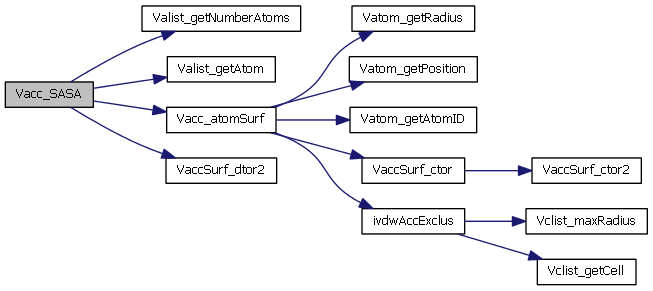 Vacc_SASA
Valist_getNumberAtoms
Valist_getAtom
Vacc_atomSurf
VaccSurf_dtor2
Vatom_getRadius
Vatom_getPosition
Vatom_getAtomID
VaccSurf_ctor
ivdwAccExclus
VaccSurf_ctor2
Vclist_maxRadius
Vclist_getCell